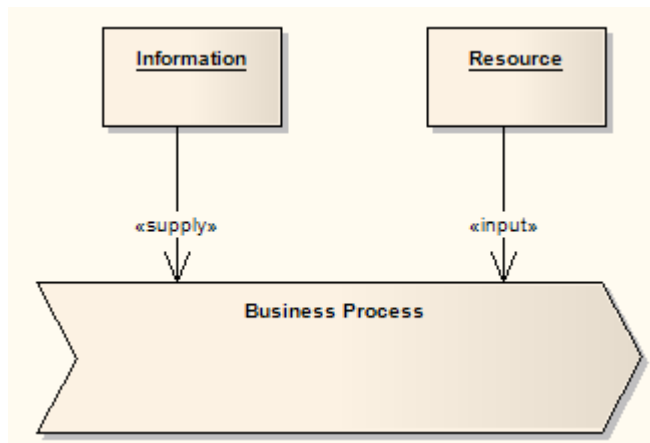 Information
Resource
«supply»
«input»
Business Process